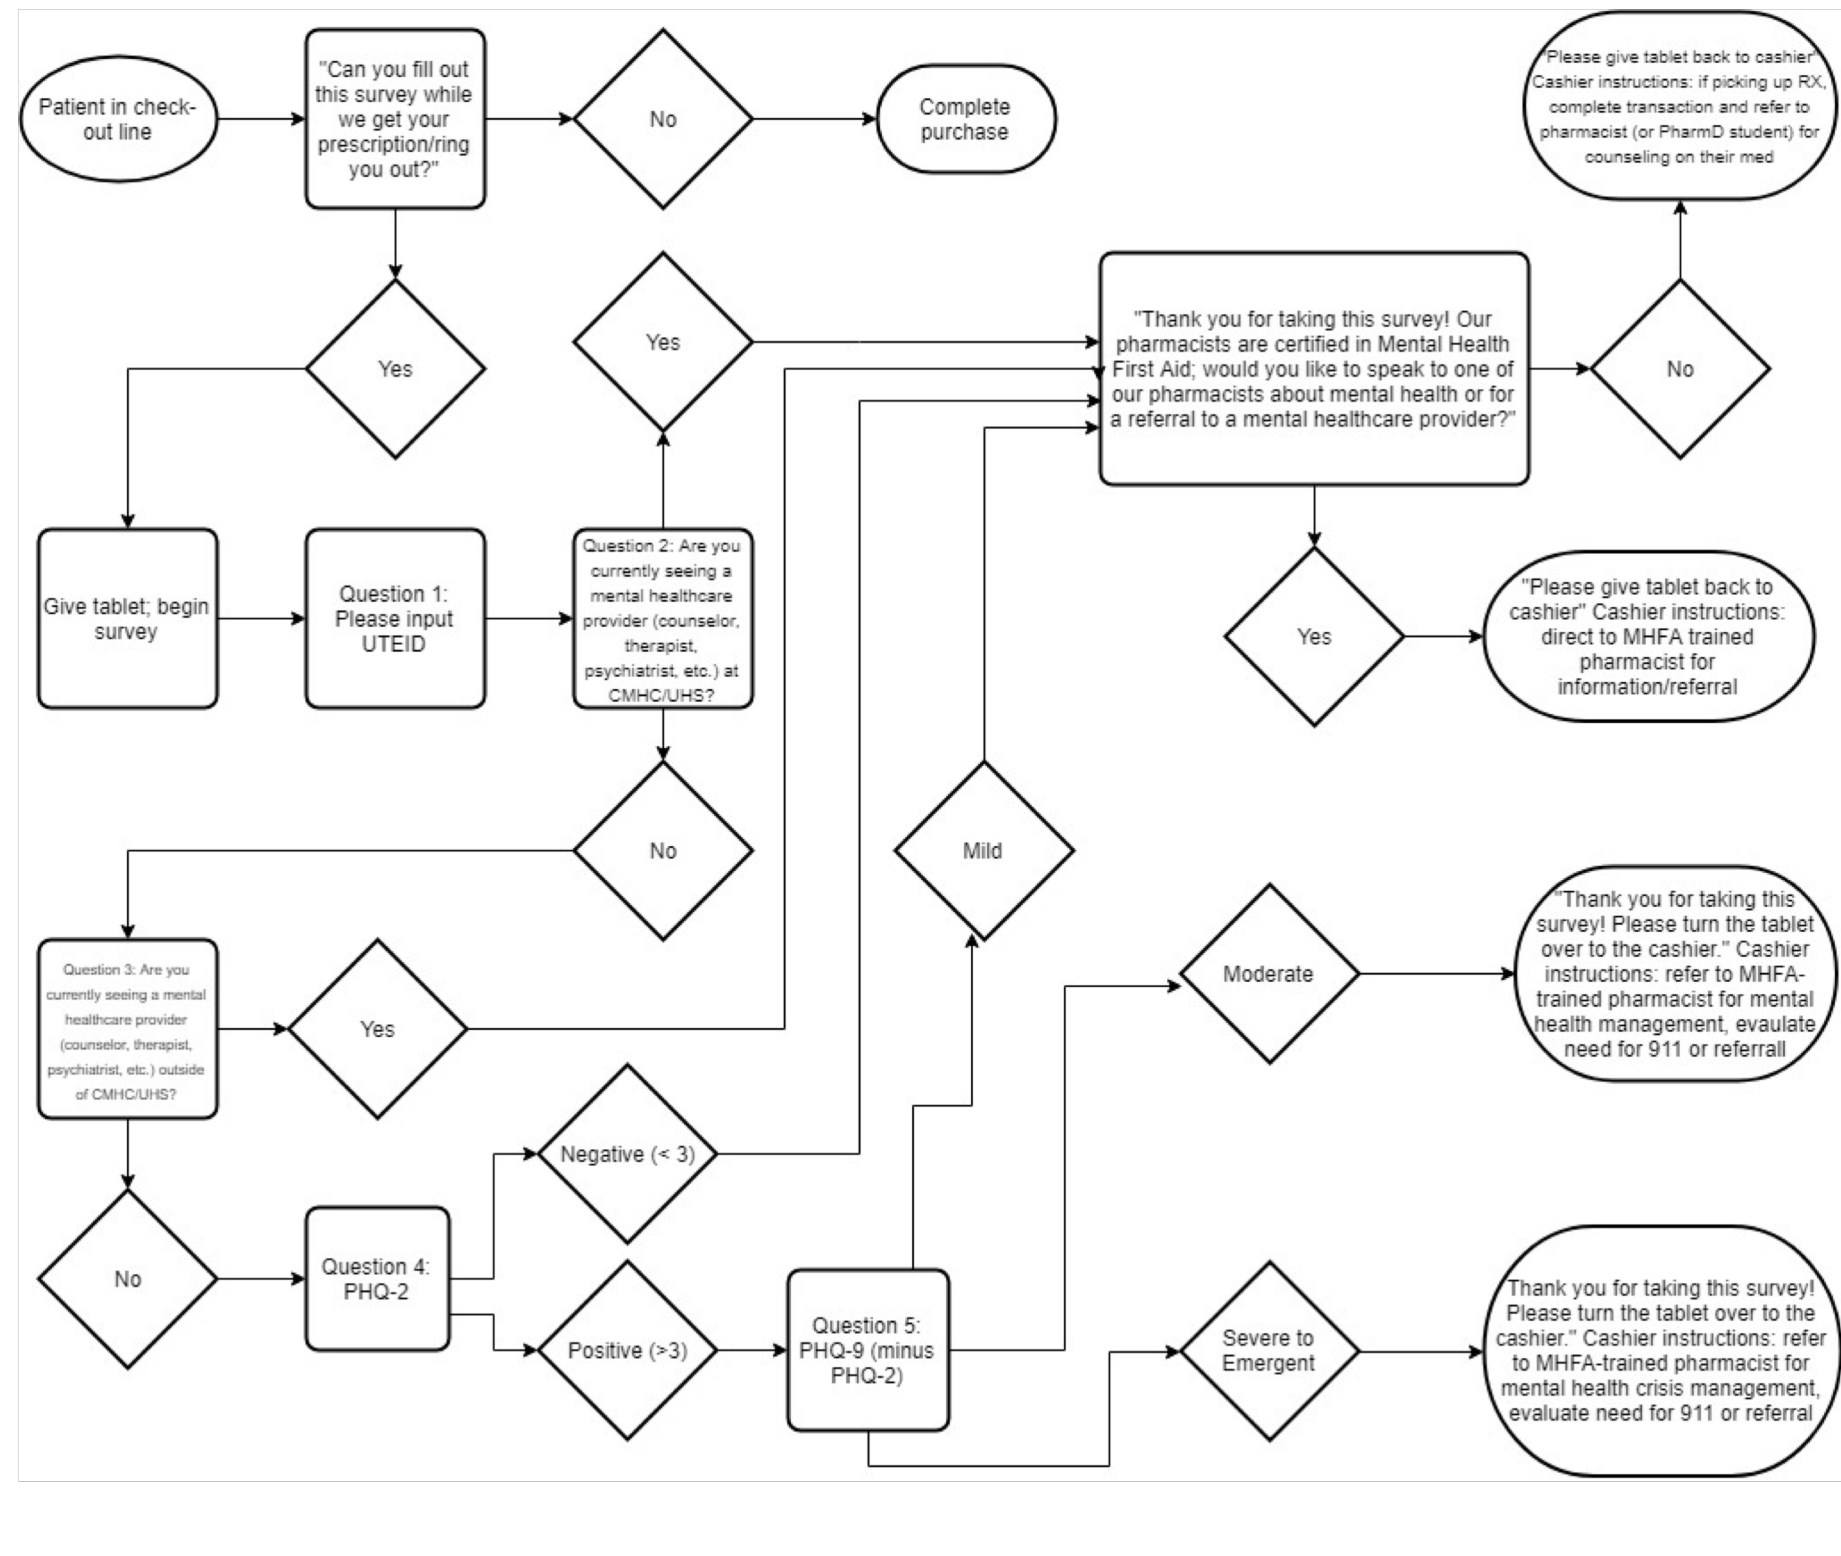 Patient in check-
out line
"Can you fill out
this survey while
we get your
prescription/ring
you out?"
No
Complete
purchase
"Please give tablet back to cashier"
Cashier instructions: if picking up RX,
complete transaction and refer to
pharmacist (or PharmD student) for
counseling on their med
Yes
Yes
"Thank you for taking this survey! Our
pharmacists are certified in Mental Health
First Aid; would you like to speak to one of
our pharmacists about mental health or for
a referral to a mental healthcare provider?"
No
Give tablet; begin
survey
Question 1:
Please input
UTEID
Question 2: Are you
currently seeing a
mental healthcare
provider (counselor,
therapist,
psychiatrist, etc.) at
CMHC/UHS?
Yes
"Please give tablet back to
cashier" Cashier instructions:
direct to MHFA trained
pharmacist for
information/referral
No
Mild
Moderate
"Thank you for taking this
survey! Please turn the tablet
over to the cashier." Cashier
instructions: refer to MHFA-
trained pharmacist for mental
health management, evaulate
need for 911 or referrall
Question 3: Are you
currently seeing a mental
healthcare provider
(counselor, therapist,
psychiatrist, etc.) outside
of CMHC/UHS?
Yes
Negative (< 3)
No
Question 4:
PHQ-2
Positive (>3)
Question 5:
PHQ-9 (minus
PHQ-2)
Severe to
Emergent
Thank you for taking this survey!
Please turn the tablet over to the
cashier." Cashier instructions: refer
to MHFA-trained pharmacist for
mental health crisis management,
evaluate need for 911 or referral